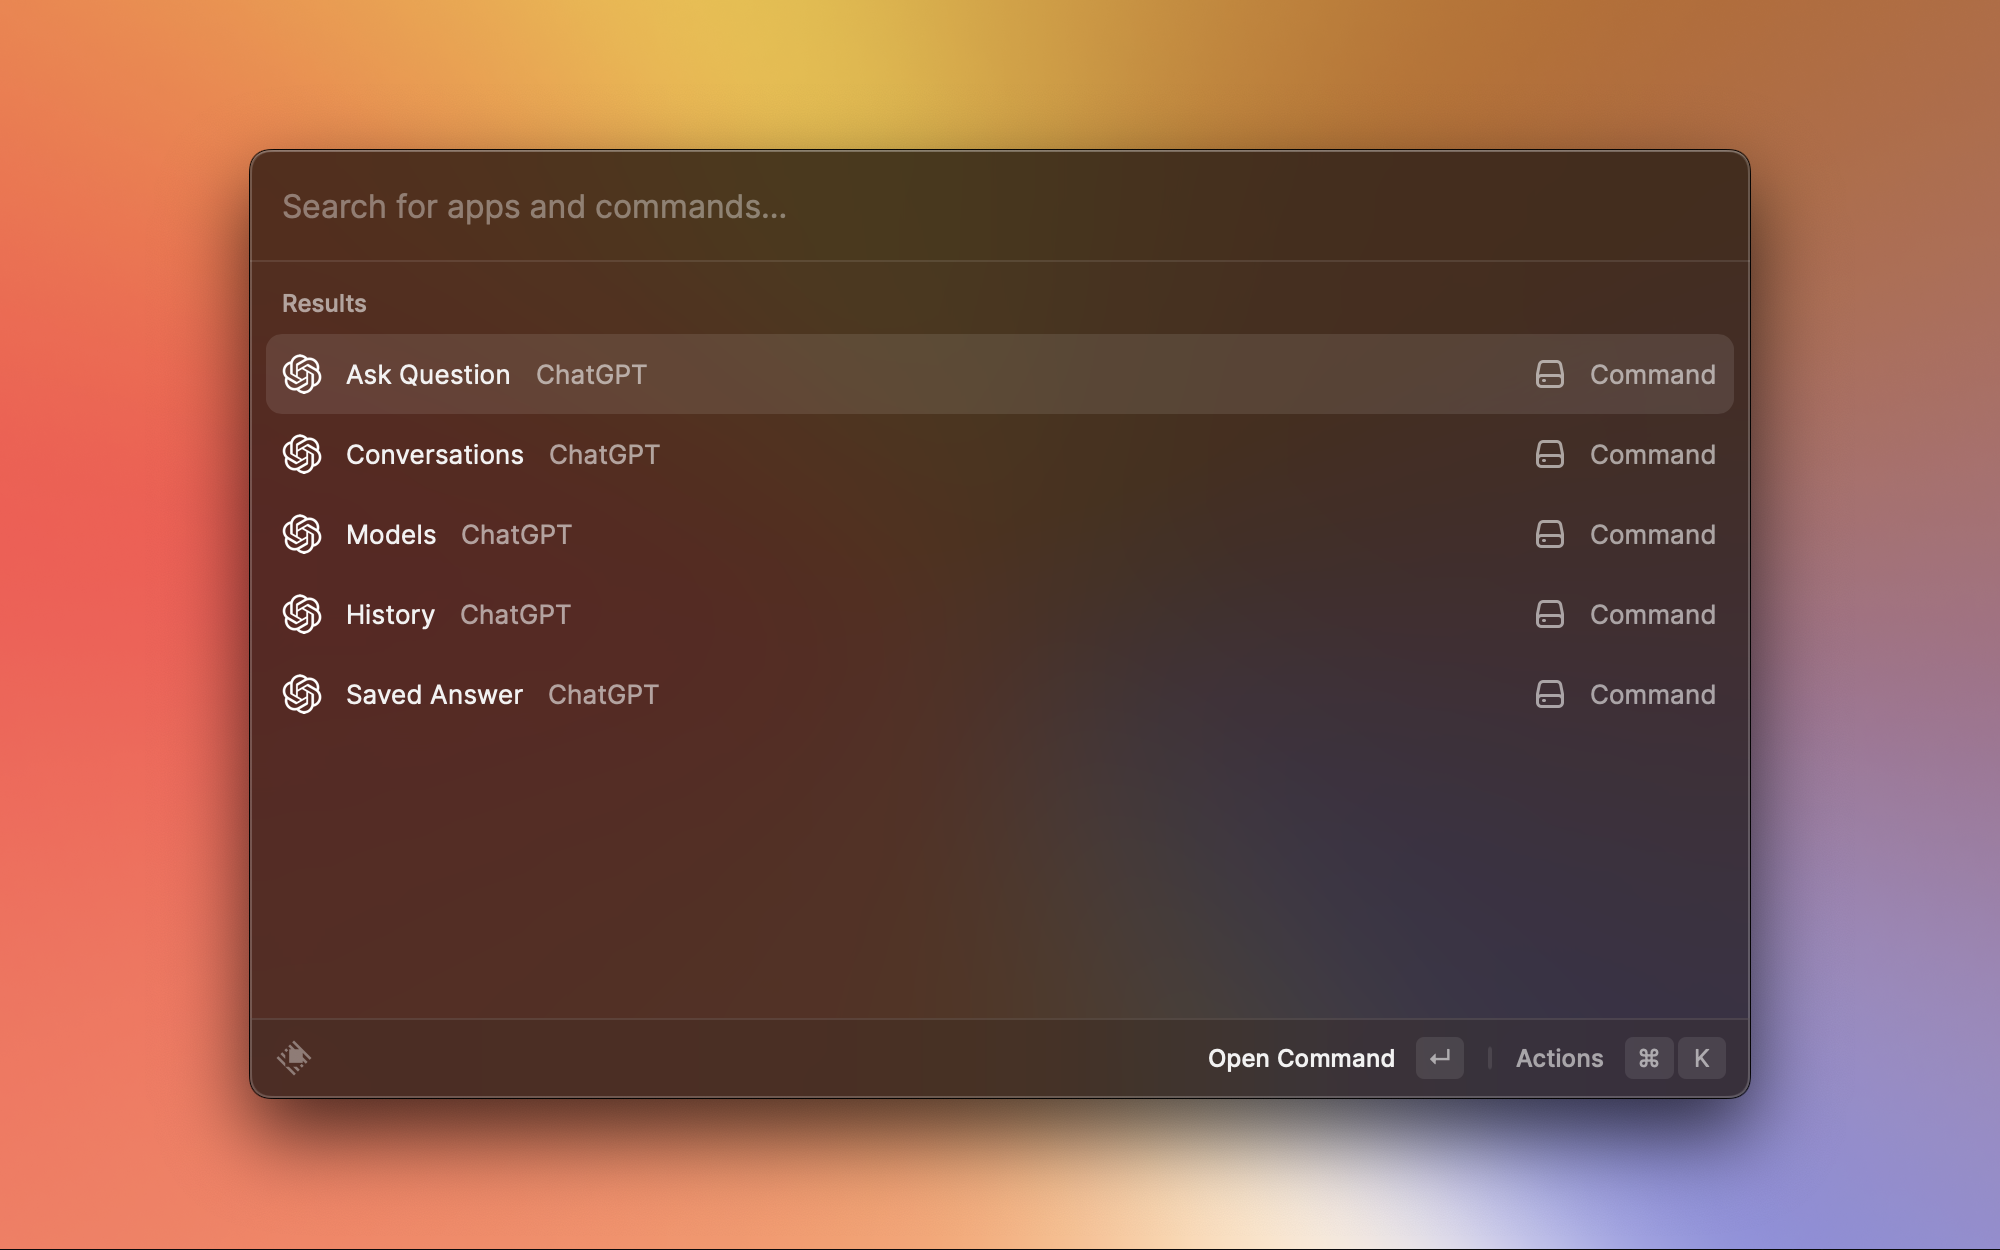 Search for apps and commands...
Results
Ask Question ChatGPT Command
Conversations ChatGPT Command
Models ChatGPT Command
History ChatGPT Command
Saved Answer ChatGPT Command
Open Command ↵ | Actions ⌘ K